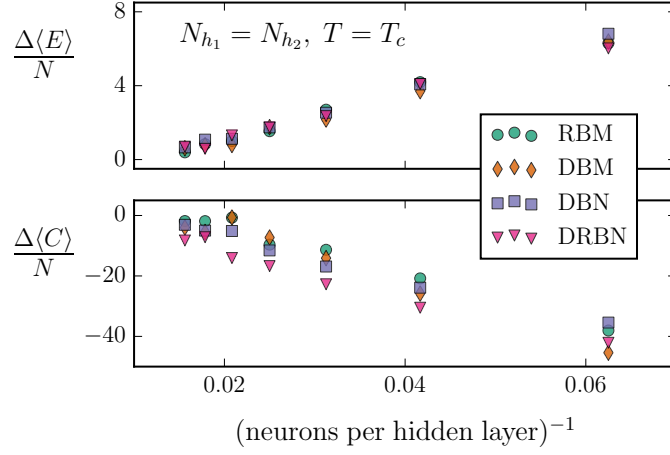 8
4
0
Δ⟨E⟩
N
N_{h_1} = N_{h_2}, T = T_c
RBM
DBM
DBN
DRBN
0
−20
−40
Δ⟨C⟩
N
0.02 0.04 0.06
(neurons per hidden layer)^{−1}